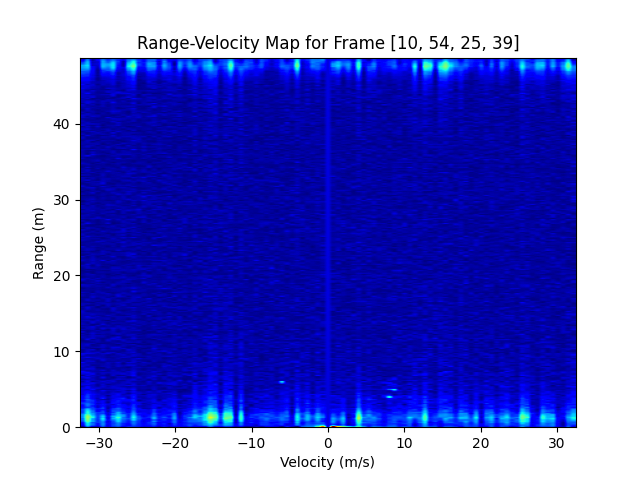 Range-Velocity Map for Frame [10, 54, 25, 39]
40
30
20
10
0
Range (m)
−30 −20 −10 0 10 20 30
Velocity (m/s)